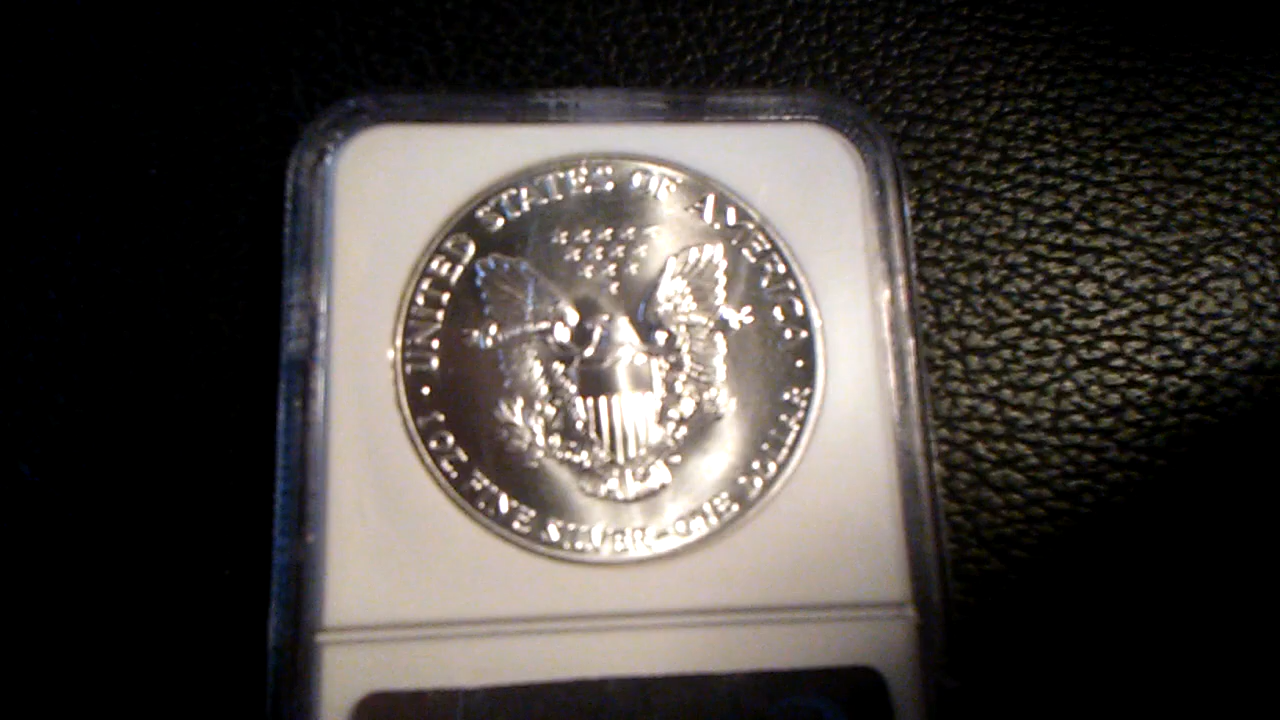 UNITED STATES OF AMERICA
· 1 OZ. FINE SILVER~ONE DOLLAR ·